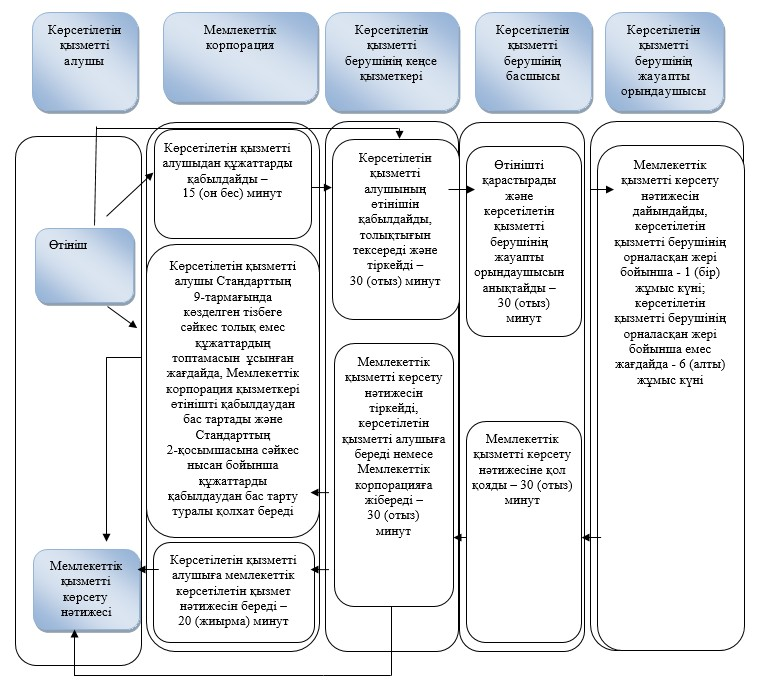 Көрсетілетін
қызметті
алушы
Мемлекеттік
корпорация
Көрсетілетін
қызметті
берушінің кеңсе
қызметкері
Көрсетілетін
қызметті
берушінің
басшысы
Көрсетілетін
қызметті
берушінің
жауапты
орындаушысы
Өтініш
Көрсетілетін қызметті
алушыдан құжаттарды
қабылдайды –
15 (он бес) минут
Көрсетілетін қызметті
алушы Стандарттың
9-тармағында
көзделген тізбеге
сәйкес толық емес
құжаттардың
топтамасын ұсынған
жағдайда, Мемлекеттік
корпорация қызметкері
өтінішті қабылдаудан
бас тартады және
Стандарттың
2-қосымшасына сәйкес
нысан бойынша
құжаттарды
қабылдаудан бас тарту
туралы қолхат береді
Көрсетілетін қызметті
алушыға мемлекеттік
көрсетілетін қызмет
нәтижесін береді –
20 (жиырма) минут
Көрсетілетін
қызметті
алушының
өтінішін
қабылдайды,
толықтығын
тексереді және
тіркейді –
30 (отыз) минут
Мемлекеттік
қызметті көрсету
нәтижесін
тіркейді,
көрсетілетін
қызметті алушыға
береді немесе
Мемлекеттік
корпорацияға
жібереді –
30 (отыз)
минут
Өтінішті
қарастырады
және
көрсетілетін
қызметті
берушінің
жауапты
орындаушысын
анықтайды –
30 (отыз)
минут
Мемлекеттік
қызметті көрсету
нәтижесіне қол
қояды – 30 (отыз)
минут
Мемлекеттік
қызметті көрсету
нәтижесін
дайындайды,
көрсетілетін
қызметті берушінің
орналасқан жері
бойынша - 1 (бір)
жұмыс күні;
көрсетілетін
қызметті берушінің
орналасқан жері
бойынша емес
жағдайда - 6 (алты)
жұмыс күні
Мемлекеттік
қызметті
көрсету
нәтижесі